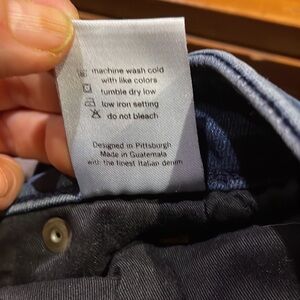 machine wash cold
with like colors
tumble dry low
low iron setting
do not bleach
Designed in Pittsburgh
Made in Guatemala
with the finest Italian denim